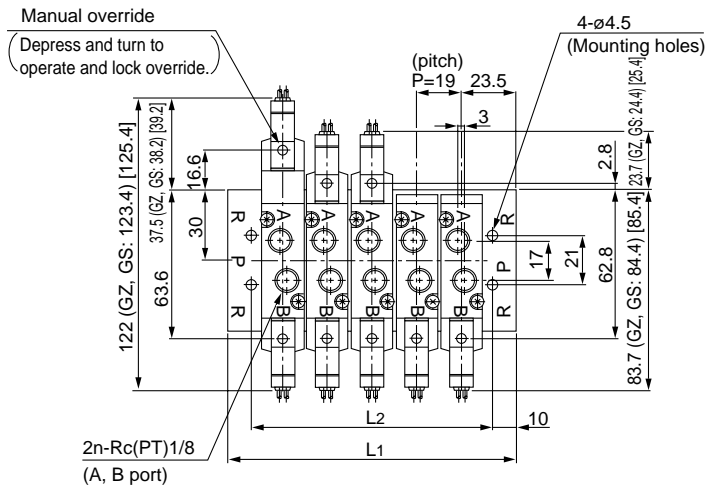 Manual override
(Depress and turn to
operate and lock override.)
4-ø4.5
(Mounting holes)
(pitch)
P=19
23.5
3
2.8
23.7 (GZ, GS: 24.4) [25.4]
122 (GZ, GS: 123.4) [125.4]
37.5 (GZ, GS: 38.2) [39.2]
16.6
30
63.6
R
P
R
A
A
A
A
A
B
B
B
B
B
R
P
R
17
21
62.8
83.7 (GZ, GS: 84.4) [85.4]
L2
10
L1
2n-Rc(PT)1/8
(A, B port)